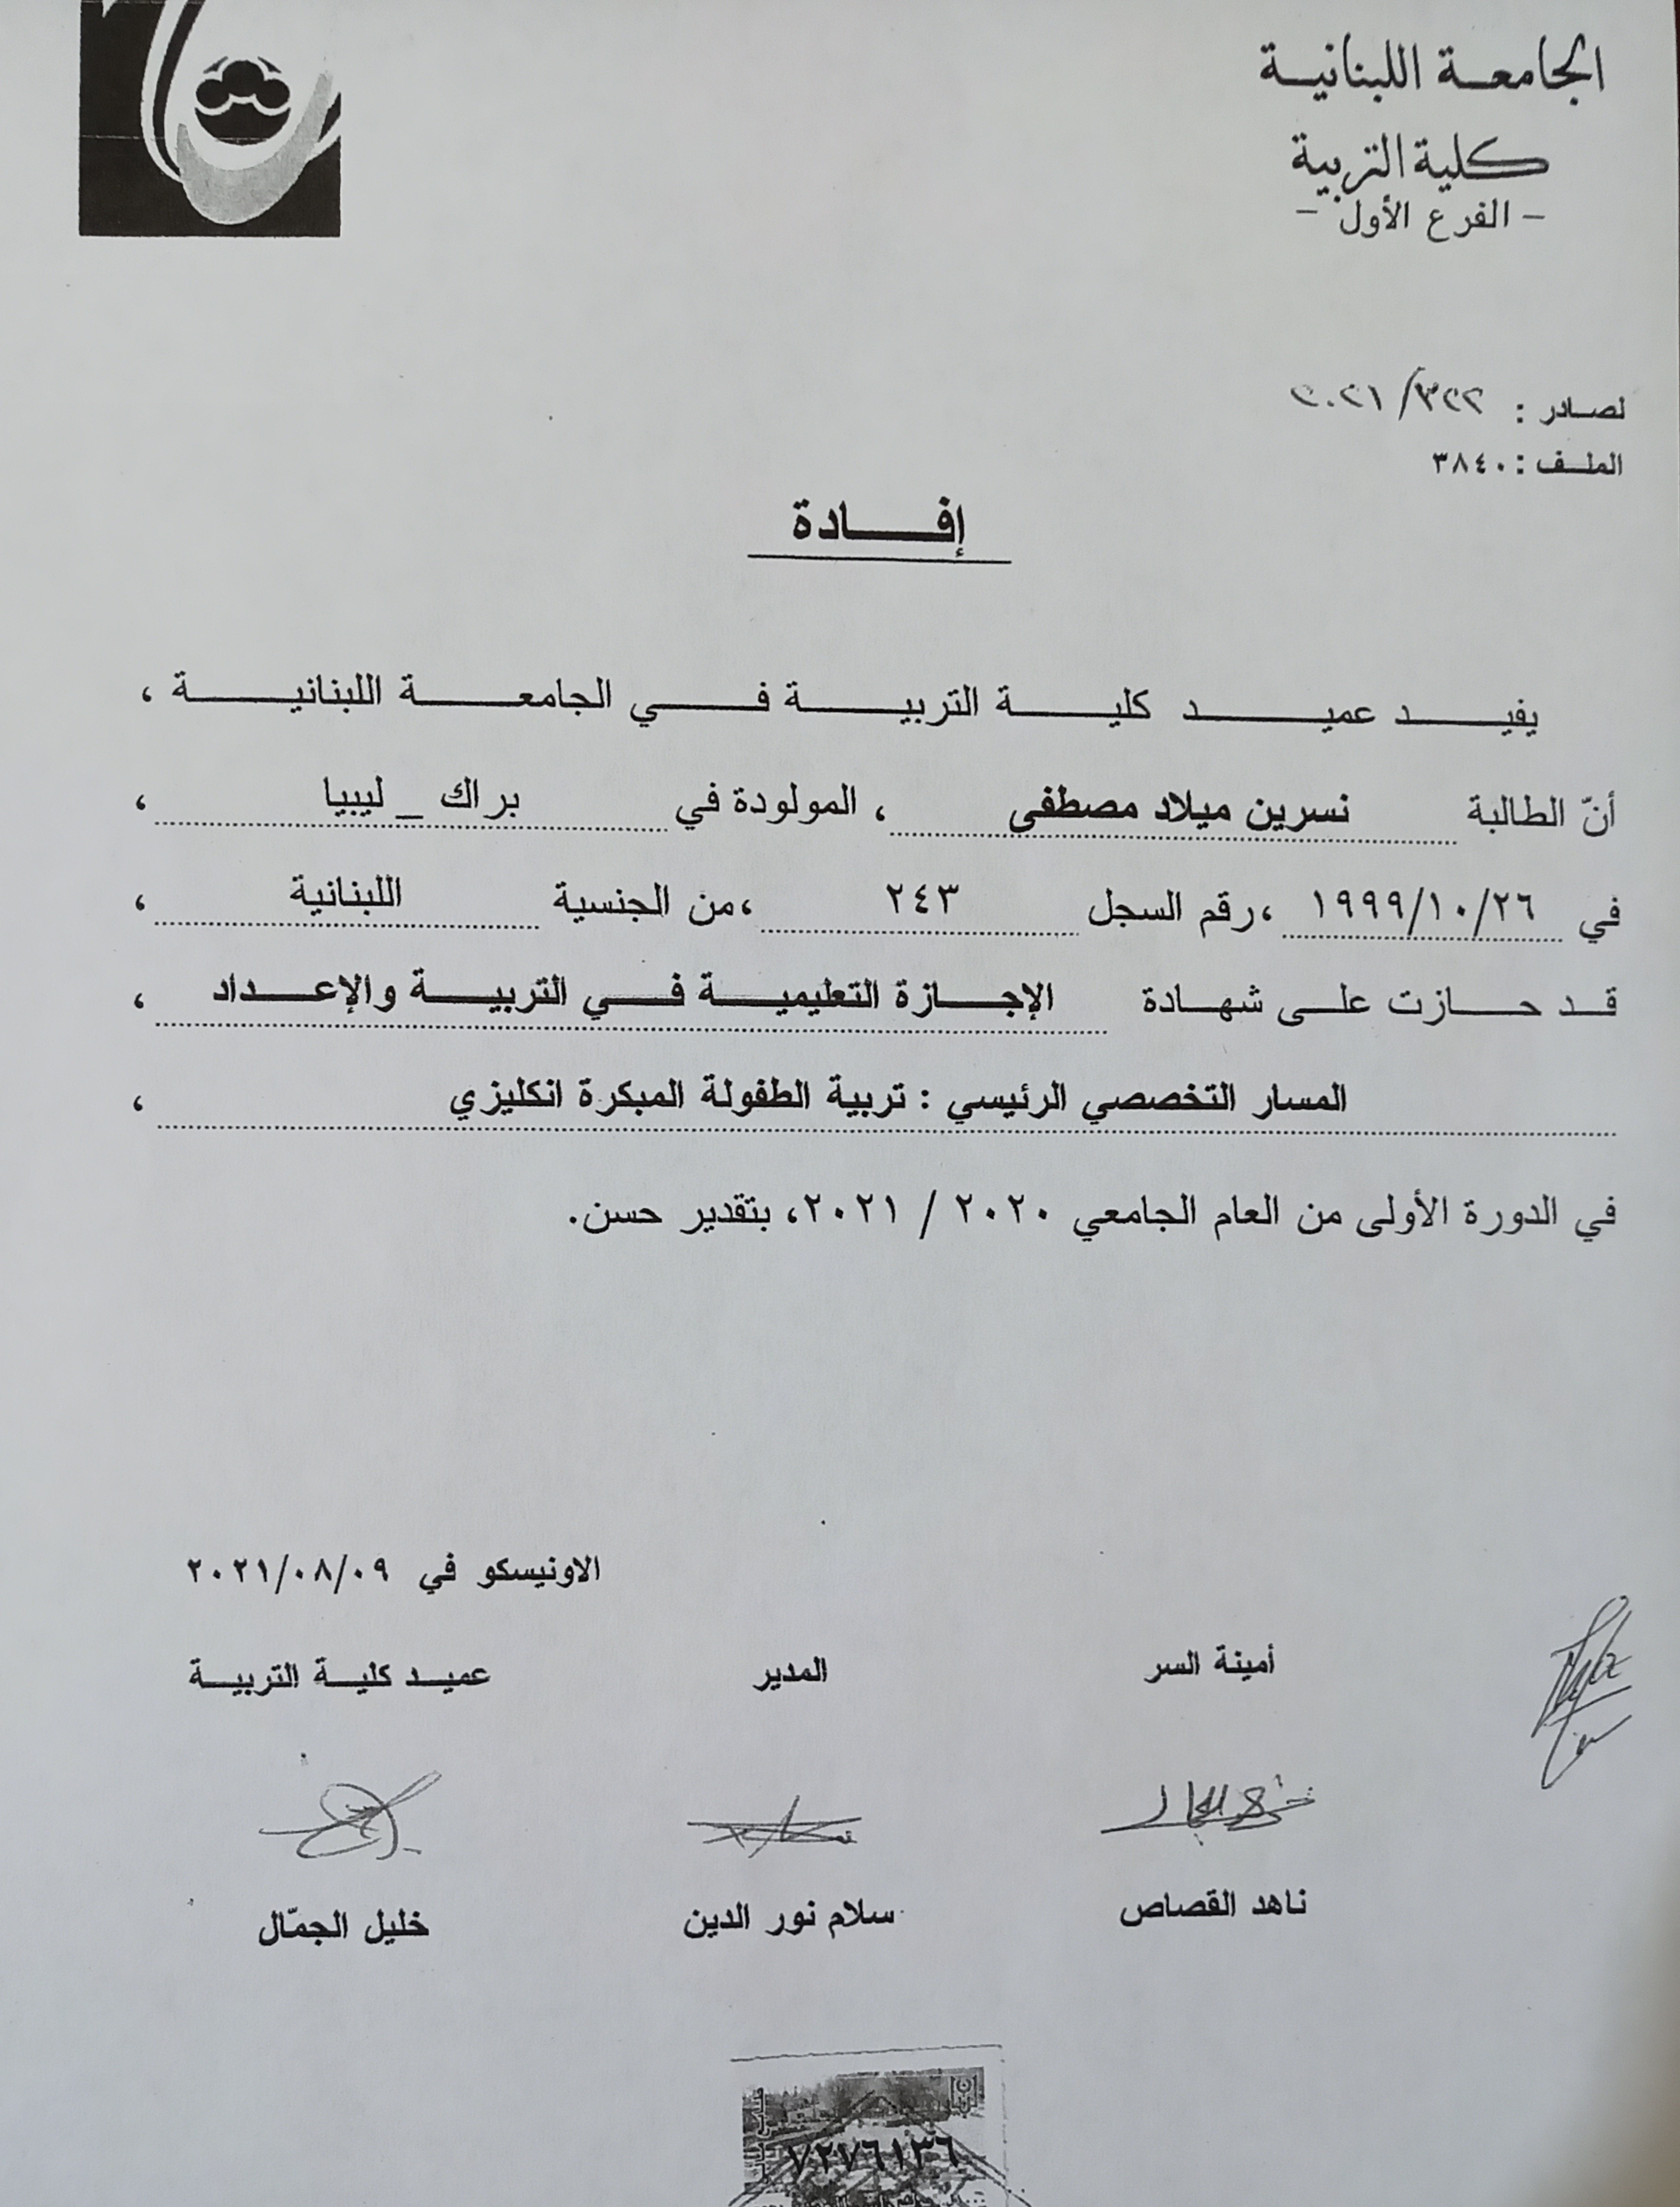 الجامعة اللبنانية
كلية التربية
- الفرع الأول -
لصادر : ٣٢٢/ ٢٠٢١
الملف : ٣٨٤٠
إفادة
يفيد عميد كلية التربية في الجامعة اللبنانية ،
أنّ الطالبة نسرين ميلاد مصطفى ، المولودة في براك _ ليبيا ،
في ١٩٩٩/١٠/٢٦ ،رقم السجل ٢٤٣ ،من الجنسية اللبنانية ،
قد حازت على شهادة الإجازة التعليمية في التربية والإعداد ،
المسار التخصصي الرئيسي : تربية الطفولة المبكرة انكليزي ،
في الدورة الأولى من العام الجامعي ٢٠٢٠ / ٢٠٢١، بتقدير حسن.
الاونيسكو في ٢٠٢١/٠٨/٠٩
أمينة السر المدير عميد كلية التربية
ناهد القصاص سلام نور الدين خليل الجمّال
لبنان
٧٢٧٦١٣٦